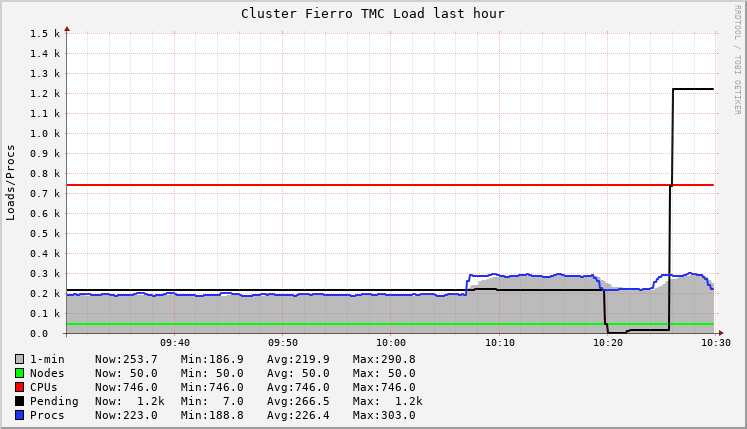 Cluster Fierro TMC Load last hour
RRDTOOL / TOBI OETIKER
Loads/Procs
1.5 k
1.4 k
1.3 k
1.2 k
1.1 k
1.0 k
0.9 k
0.8 k
0.7 k
0.6 k
0.5 k
0.4 k
0.3 k
0.2 k
0.1 k
0.0
09:40 09:50 10:00 10:10 10:20 10:30
1-min Now:253.7 Min:186.9 Avg:219.9 Max:290.8
Nodes Now: 50.0 Min: 50.0 Avg: 50.0 Max: 50.0
CPUs Now:746.0 Min:746.0 Avg:746.0 Max:746.0
Pending Now: 1.2k Min: 7.0 Avg:266.5 Max: 1.2k
Procs Now:223.0 Min:188.8 Avg:226.4 Max:303.0